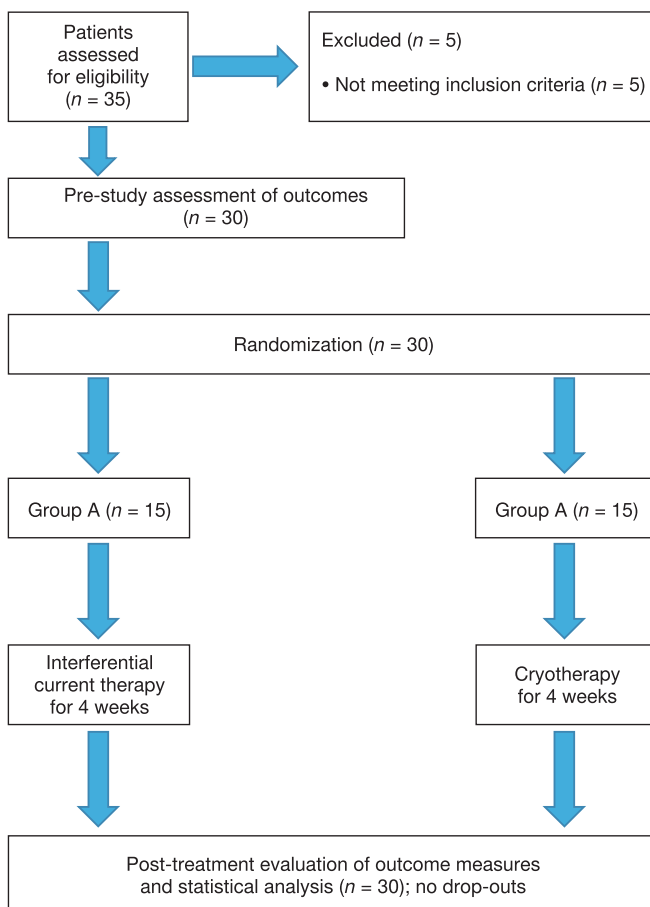 Patients
assessed
for eligibility
(n = 35)
Excluded (n = 5)
• Not meeting inclusion criteria (n = 5)
Pre-study assessment of outcomes
(n = 30)
Randomization (n = 30)
Group A (n = 15)
Group A (n = 15)
Interferential
current therapy
for 4 weeks
Cryotherapy
for 4 weeks
Post-treatment evaluation of outcome measures
and statistical analysis (n = 30); no drop-outs